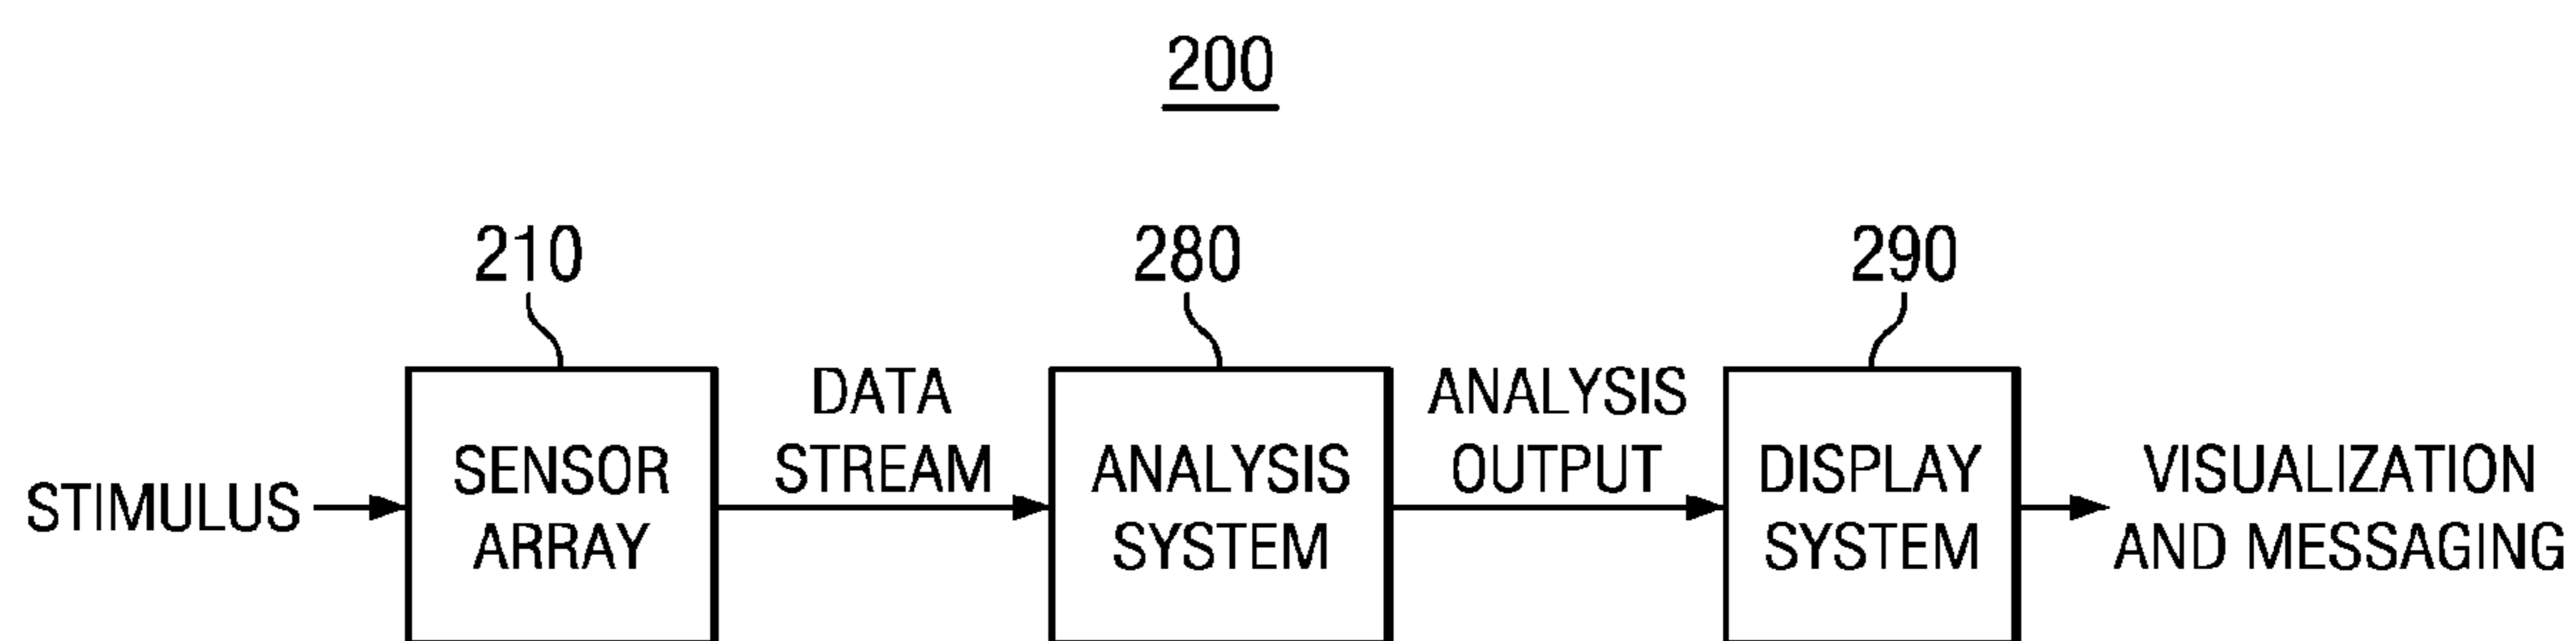 200
210
280
290
STIMULUS
SENSOR
ARRAY
DATA
STREAM
ANALYSIS
SYSTEM
ANALYSIS
OUTPUT
DISPLAY
SYSTEM
VISUALIZATION
AND MESSAGING